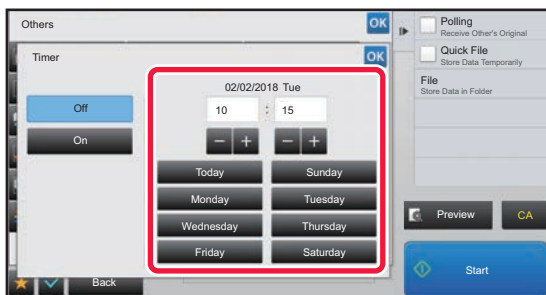 Others
OK
Timer
OK
Off
On
02/02/2018 Tue
10 : 15
− + − +
Today Sunday
Monday Tuesday
Wednesday Thursday
Friday Saturday
Back
Polling
Receive Other's Original
Quick File
Store Data Temporarily
File
Store Data in Folder
Preview
CA
Start